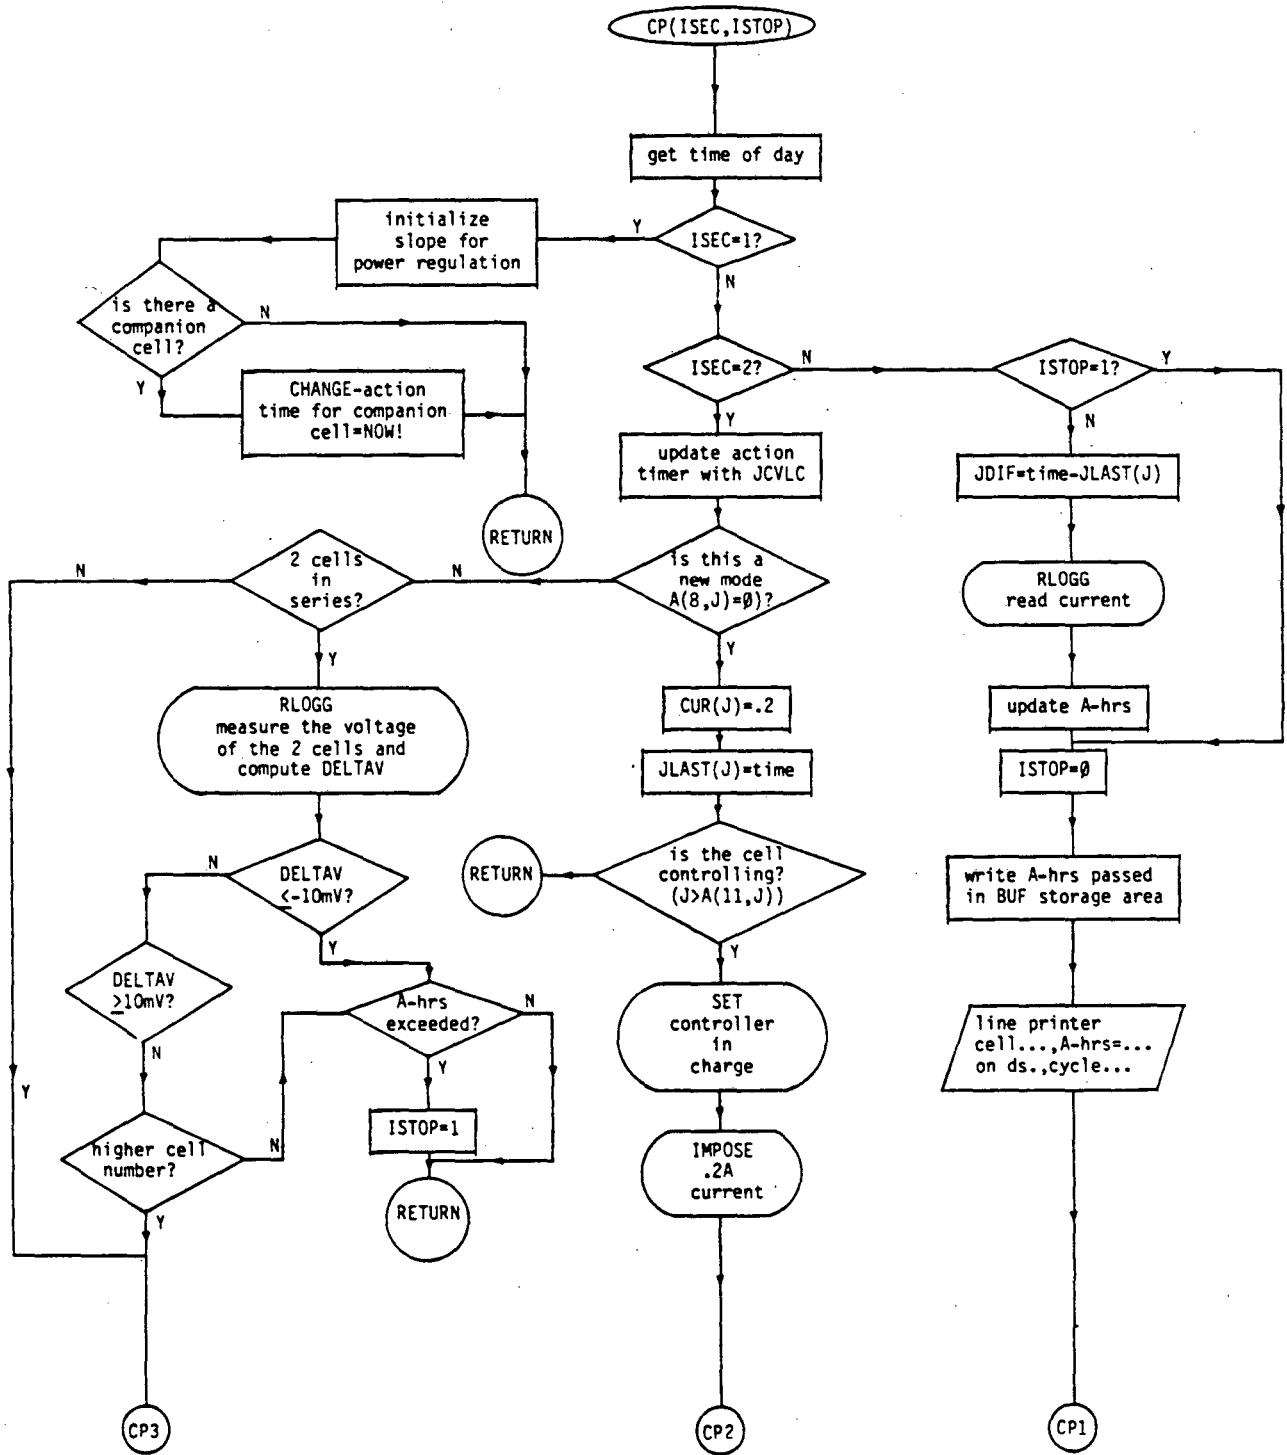 CP(ISEC,ISTOP)
get time of day
ISEC=1?
Y
N
initialize
slope for
power regulation
is there a
companion
cell?
N
Y
CHANGE-action
time for companion
cell=NOW!
RETURN
ISEC=2?
N
Y
ISTOP=1?
Y
N
update action
timer with JCVLC
JDIF=time-JLAST(J)
is this a
new mode
A(8,J)=Ø)?
N
Y
2 cells
in
series?
N
Y
RLOGG
read current
RLOGG
measure the voltage
of the 2 cells and
compute DELTAV
CUR(J)=.2
update A-hrs
JLAST(J)=time
ISTOP=Ø
DELTAV
≤-10mV?
N
Y
RETURN
is the cell
controlling?
(J>A(11,J))
Y
write A-hrs passed
in BUF storage area
DELTAV
≥10mV?
N
Y
A-hrs
exceeded?
N
Y
SET
controller
in
charge
line printer
cell...,A-hrs=...
on ds.,cycle...
ISTOP=1
higher cell
number?
N
Y
RETURN
IMPOSE
.2A
current
CP3
CP2
CP1